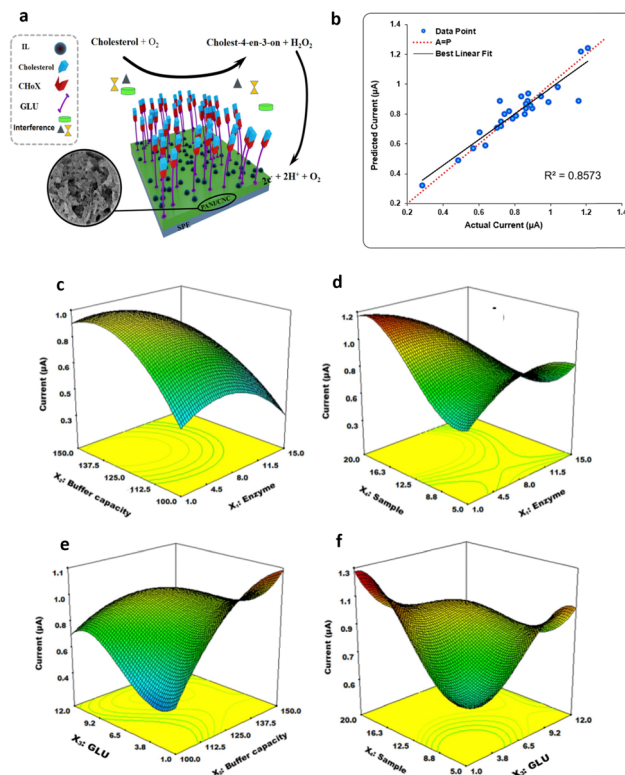 a
IL
Cholesterol
CHoX
GLU
Interference
Cholesterol + O₂
Cholest-4-en-3-on + H₂O₂
2e⁻ + 2H⁺ + O₂
PANI/CNC
SPE
b
Data Point
A=P
Best Linear Fit
1.4
1.2
1
0.8
0.6
0.4
0.2
Predicted Current (µA)
R² = 0.8573
0.2 0.4 0.6 0.8 1 1.2 1.4
Actual Current (µA)
c
1.0
0.8
0.6
0.5
0.3
Current (µA)
150.0
137.5
125.0
112.5
100.0
X₂: Buffer capacity
1.0
4.5
8.0
11.5
15.0
X₁: Enzyme
d
1.2
1.0
0.8
0.5
0.3
Current (µA)
20.0
16.3
12.5
8.8
5.0
X₄: Sample
1.0
4.5
8.0
11.5
15.0
X₁: Enzyme
e
1.1
1.0
0.8
0.6
0.4
Current (µA)
12.0
9.2
6.5
3.8
1.0
X₃: GLU
100.0
112.5
125.0
137.5
150.0
X₂: Buffer capacity
f
1.3
1.1
0.9
0.7
0.6
Current (µA)
20.0
16.3
12.5
8.8
5.0
X₄: Sample
1.0
3.8
6.5
9.2
12.0
X₃: GLU